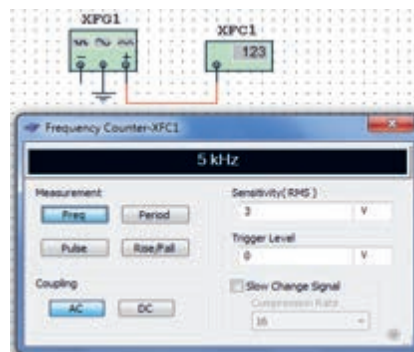 XFG1
XFC1
123
Frequency Counter-XFC1
5 kHz
Measurement
Freq
Period
Pulse
Rise/Fall
Coupling
AC
DC
Sensitivity(RMS)
3 V
Trigger Level
0 V
Slow Change Signal
Compression Rate
16